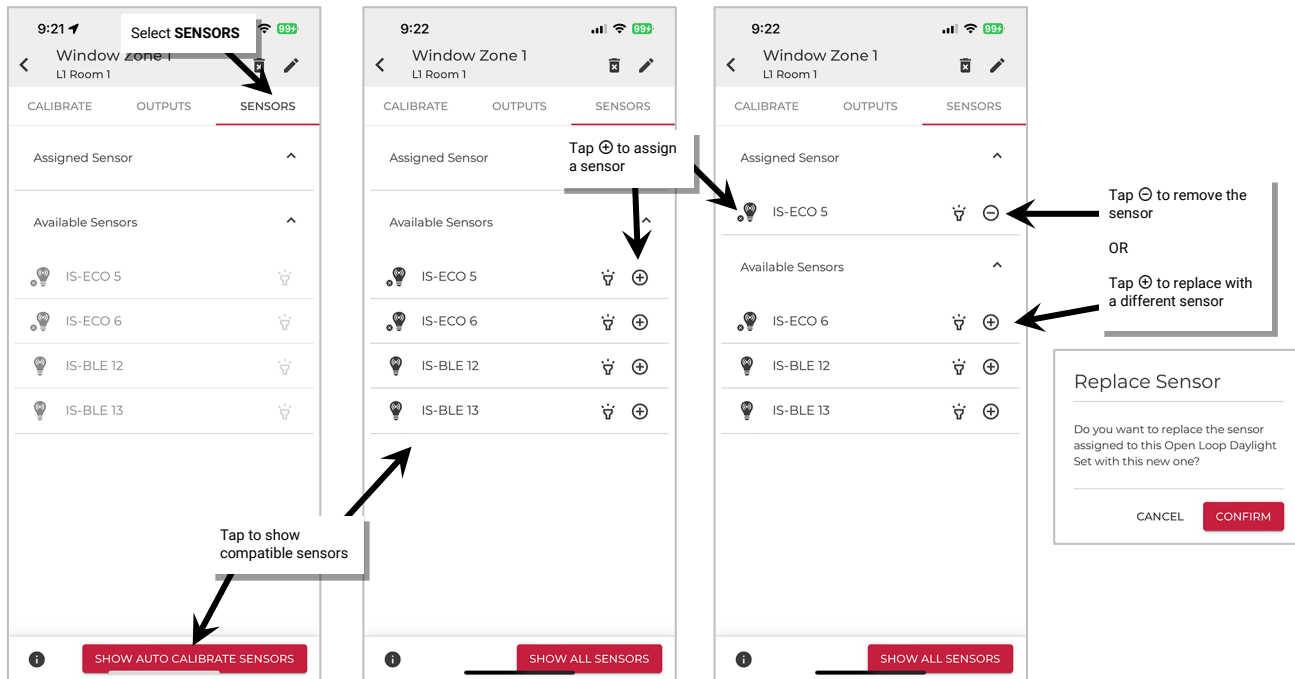 9:21
99
Select SENSORS
Window Zone 1
L1 Room 1
CALIBRATE OUTPUTS SENSORS
Assigned Sensor
Available Sensors
IS-ECO 5
IS-ECO 6
IS-BLE 12
IS-BLE 13
Tap to show
compatible sensors
SHOW AUTO CALIBRATE SENSORS
9:22
99
Window Zone 1
L1 Room 1
CALIBRATE OUTPUTS SENSORS
Assigned Sensor
Tap ⊕ to assign
a sensor
Available Sensors
IS-ECO 5
IS-ECO 6
IS-BLE 12
IS-BLE 13
SHOW ALL SENSORS
9:22
99
Window Zone 1
L1 Room 1
CALIBRATE OUTPUTS SENSORS
Assigned Sensor
IS-ECO 5
Available Sensors
IS-ECO 6
IS-BLE 12
IS-BLE 13
SHOW ALL SENSORS
Tap ⊖ to remove the
sensor
OR
Tap ⊕ to replace with
a different sensor
Replace Sensor
Do you want to replace the sensor
assigned to this Open Loop Daylight
Set with this new one?
CANCEL CONFIRM